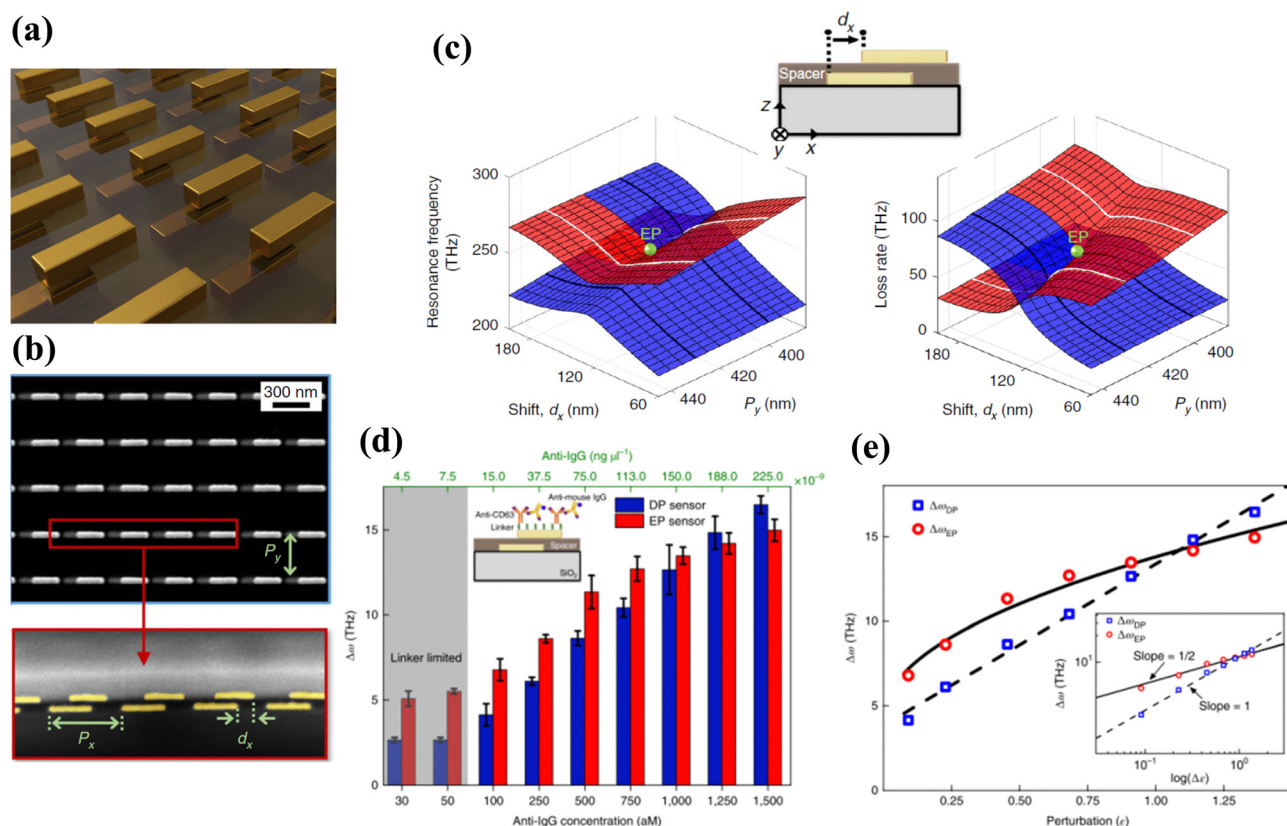 (a)
(b)
300 nm
P_y
P_x
d_x
(c)
d_x
Spacer
z
y
x
Resonance frequency
(THz)
300
250
200
EP
180
120
60
Shift, d_x (nm)
440
420
400
P_y (nm)
Loss rate (THz)
100
50
0
EP
180
120
60
Shift, d_x (nm)
440
420
400
P_y (nm)
(d)
Anti-IgG (ng μl⁻¹)
4.5 7.5 15.0 37.5 75.0 113.0 150.0 188.0 225.0
×10⁻⁹
Anti-mouse IgG
Anti-CD63
Linker
Spacer
SiO₂
DP sensor
EP sensor
Linker limited
Δω (THz)
15
10
5
0
30 50 100 250 500 750 1,000 1,250 1,500
Anti-IgG concentration (aM)
(e)
Δω_DP
Δω_EP
Δω (THz)
15
10
5
0
0.25 0.50 0.75 1.00 1.25
Perturbation (ε)
Δω_DP
Δω_EP
Slope = 1/2
Slope = 1
Δω (THz)
10¹
10⁻¹ 10⁰
log(Δε)